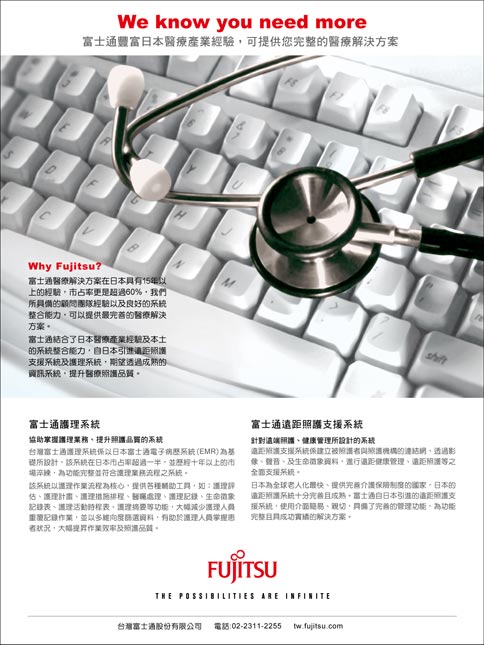 We know you need more
富士通豐富日本醫療產業經驗，可提供您完整的醫療解決方案
Why Fujitsu?
富士通醫療解決方案在日本具有15年以
上的經驗，市占率更是超過60%，我們
所具備的顧問團隊經驗以及良好的系統
整合能力，可以提供最完善的醫療解決
方案。
富士通結合了日本醫療產業經驗及本土
的系統整合能力，自日本引進遠距照護
支援系統及護理系統，期望透過成熟的
資訊系統，提升醫療照護品質。
富士通護理系統
協助掌握護理業務、提升照護品質的系統
台灣富士通護理系統係以日本富士通電子病歷系統(EMR)為基
礎所設計，該系統在日本市占率超過一半，並歷經十年以上的市
場淬練，為功能完整並符合護理業務流程之系統。
該系統以護理作業流程為核心，提供各種輔助工具，如：護理評
估、護理計畫、護理措施排程、醫囑處理、護理記錄、生命徵象
記錄表、護理活動時程表、護理摘要等功能，大幅減少護理人員
重覆記錄作業，並以多維向度篩選資料，有助於護理人員掌握患
者狀況，大幅提昇作業效率及照護品質。
富士通遠距照護支援系統
針對遠端照護、健康管理所設計的系統
遠距照護支援系統係建立被照護者與照護機構的連結網、透過影
像、聲音、及生命徵象資料，進行遠距健康管理、遠距照護等之
全面支援系統。
日本為全球老人化最快、提供完善介護保險制度的國家，日本的
遠距照護系統十分完善且成熟。富士通自日本引進的遠距照護支
援系統，使用介面簡易、親切，具備了完善的管理功能，為功能
完整且具成功實績的解決方案。
FUJITSU
THE POSSIBILITIES ARE INFINITE
台灣富士通股份有限公司 電話:02-2311-2255 tw.fujitsu.com